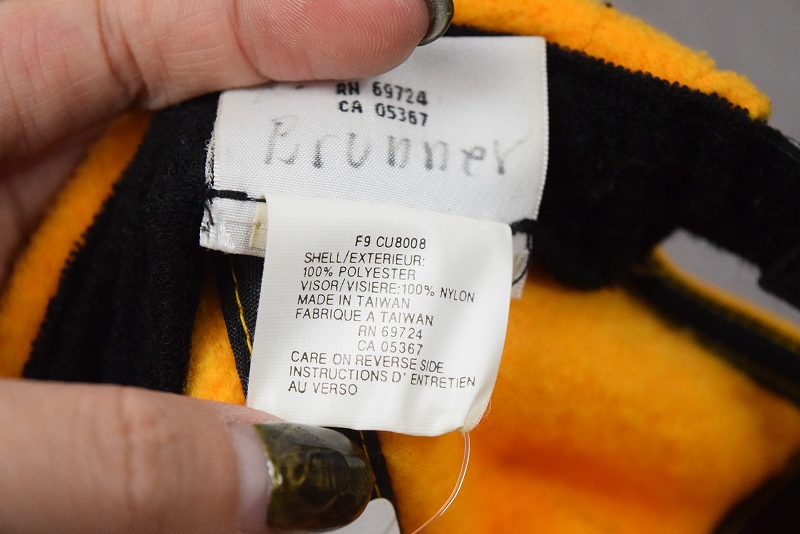 RN 69724
CA 05367
Brunner
F9 CU8008
SHELL/EXTERIEUR:
100% POLYESTER
VISOR/VISIERE:100% NYLON
MADE IN TAIWAN
FABRIQUE A TAIWAN
RN 69724
CA 05367
CARE ON REVERSE SIDE
INSTRUCTIONS D' ENTRETIEN
AU VERSO